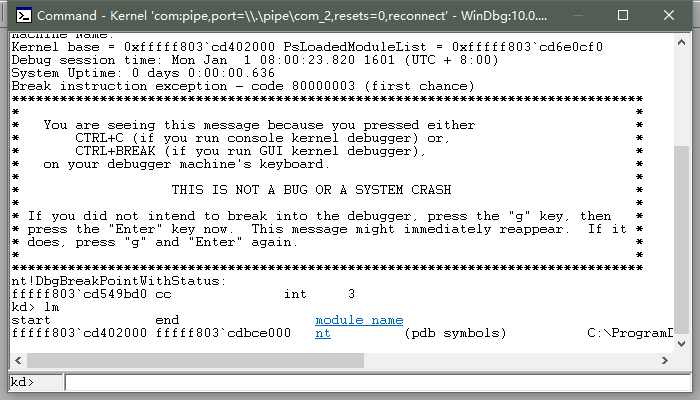 Command - Kernel 'com:pipe,port=\\.\pipe\com_2,resets=0,reconnect' - WinDbg:10.0....
Machine Name:
Kernel base = 0xfffff803`cd402000 PsLoadedModuleList = 0xfffff803`cd6e0cf0
Debug session time: Mon Jan  1 08:00:23.820 1601 (UTC + 8:00)
System Uptime: 0 days 0:00:00.636
Break instruction exception - code 80000003 (first chance)
*******************************************************************************
*                                                                             *
*   You are seeing this message because you pressed either                    *
*       CTRL+C (if you run console kernel debugger) or,                       *
*       CTRL+BREAK (if you run GUI kernel debugger),                          *
*   on your debugger machine's keyboard.                                      *
*                                                                             *
*                   THIS IS NOT A BUG OR A SYSTEM CRASH                       *
*                                                                             *
* If you did not intend to break into the debugger, press the "g" key, then   *
* press the "Enter" key now.  This message might immediately reappear.  If it *
* does, press "g" and "Enter" again.                                          *
*                                                                             *
*******************************************************************************
nt!DbgBreakPointWithStatus:
fffff803`cd549bd0 cc              int     3
kd> lm
start             end                 module name
fffff803`cd402000 fffff803`cdbce000   nt         (pdb symbols)          C:\ProgramD
kd>